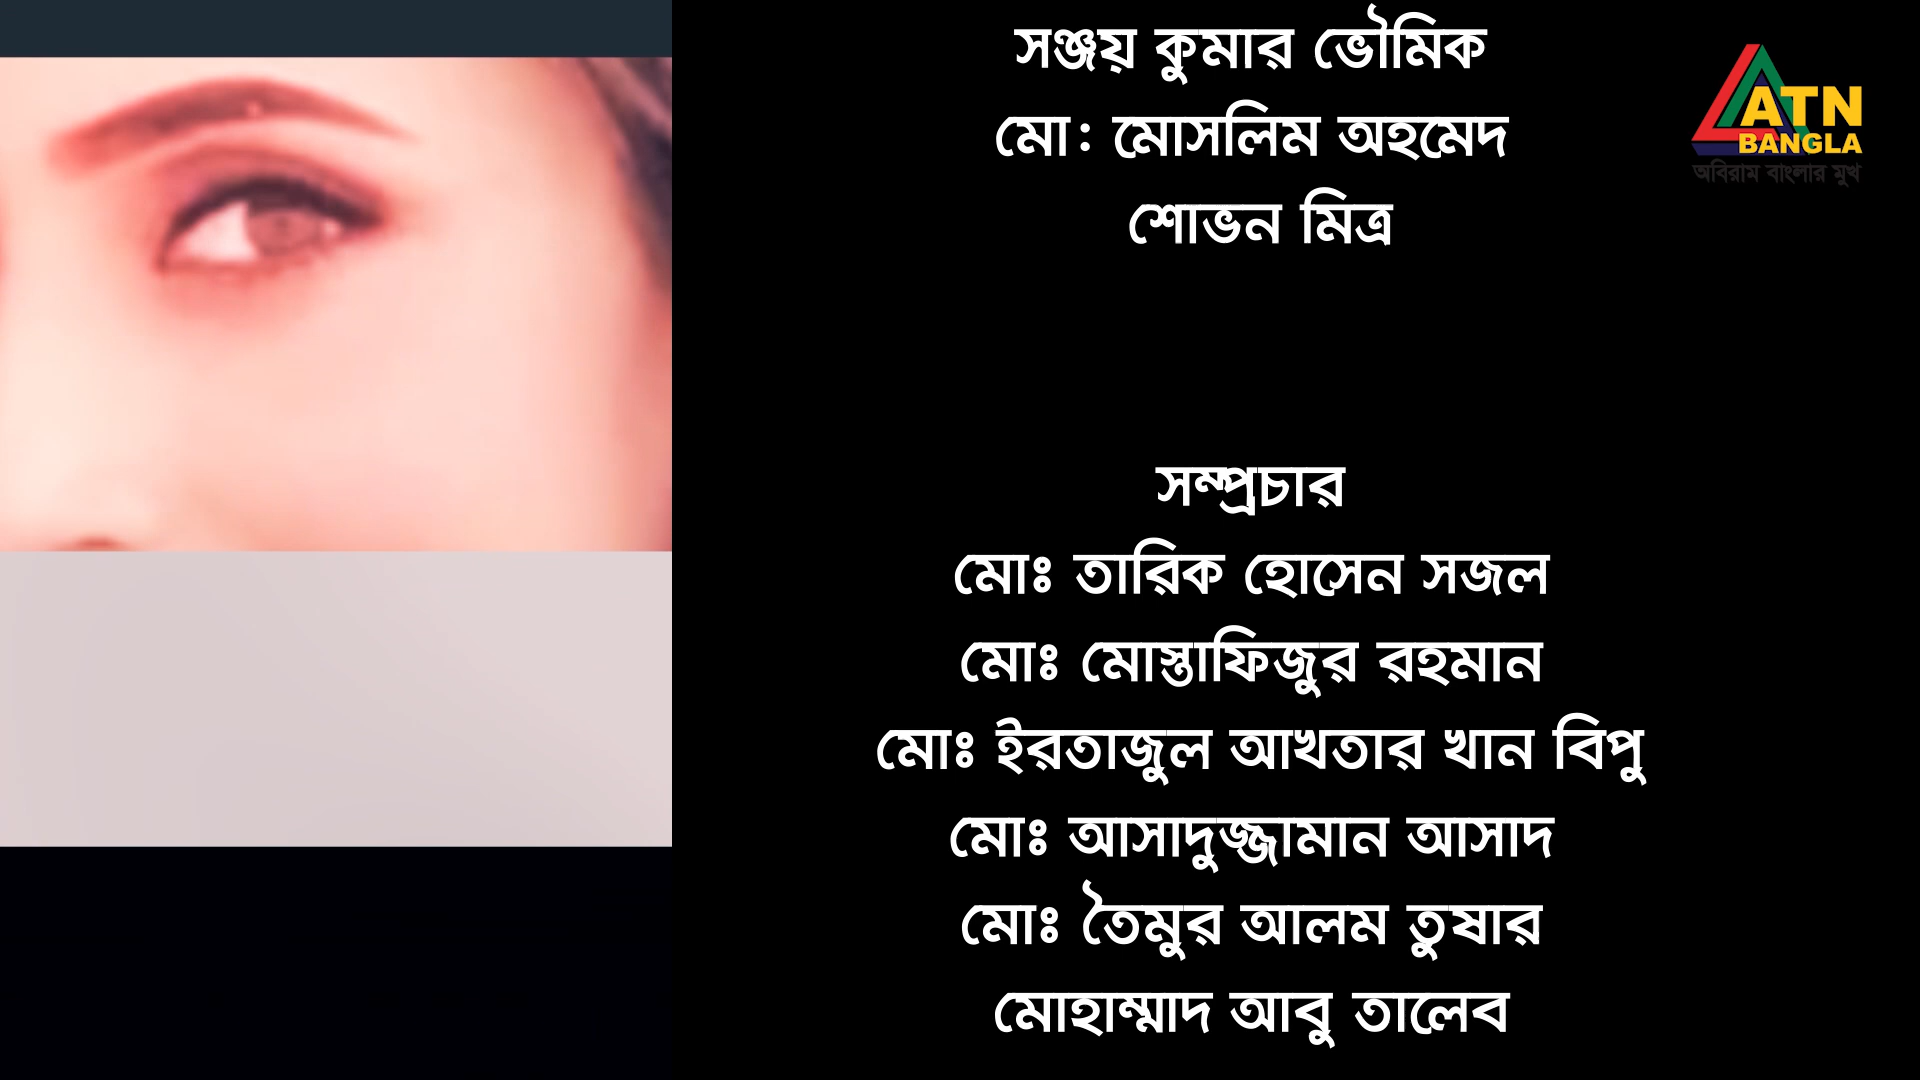 সঞ্জয় কুমার ভৌমিক
মো: মোসলিম অহমেদ
শোভন মিত্র
ATN
BANGLA
অবিরাম বাংলার মুখ
সম্প্রচার
মোঃ তারিক হোসেন সজল
মোঃ মোস্তাফিজুর রহমান
মোঃ ইরতাজুল আখতার খান বিপু
মোঃ আসাদুজ্জামান আসাদ
মোঃ তৈমুর আলম তুষার
মোহাম্মাদ আবু তালেব